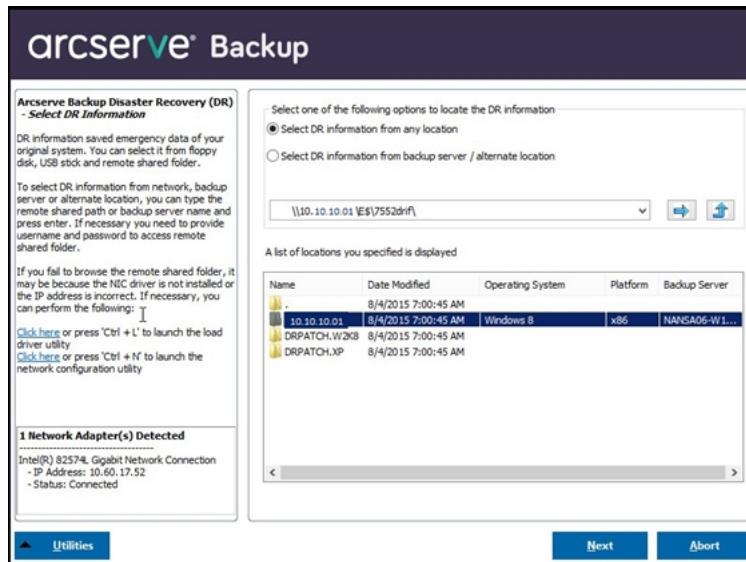 arcserve® Backup
Arcserve Backup Disaster Recovery (DR)
- Select DR Information
DR information saved emergency data of your
original system. You can select it from floppy
disk, USB stick and remote shared folder.
To select DR information from network, backup
server or alternate location, you can type the
remote shared path or backup server name and
press enter. If necessary you need to provide
username and password to access remote
shared folder.
If you fail to browse the remote shared folder, it
may be because the NIC driver is not installed or
the IP address is incorrect. If necessary, you
can perform the following:
Click here or press 'Ctrl + L' to launch the load
driver utility
Click here or press 'Ctrl + N' to launch the
network configuration utility
1 Network Adapter(s) Detected
------------------------------------
Intel(R) 82574L Gigabit Network Connection
- IP Address: 10.60.17.52
- Status: Connected
Select one of the following options to locate the DR information
Select DR information from any location
Select DR information from backup server / alternate location
\\10.10.10.01\E$\7552drif\
A list of locations you specified is displayed
Name Date Modified Operating System Platform Backup Server
. 8/4/2015 7:00:45 AM
10.10.10.01 8/4/2015 7:00:45 AM Windows 8 x86 NANSA06-W1...
DRPATCH.W2K8 8/4/2015 7:00:45 AM
DRPATCH.XP 8/4/2015 7:00:45 AM
Utilities Next Abort